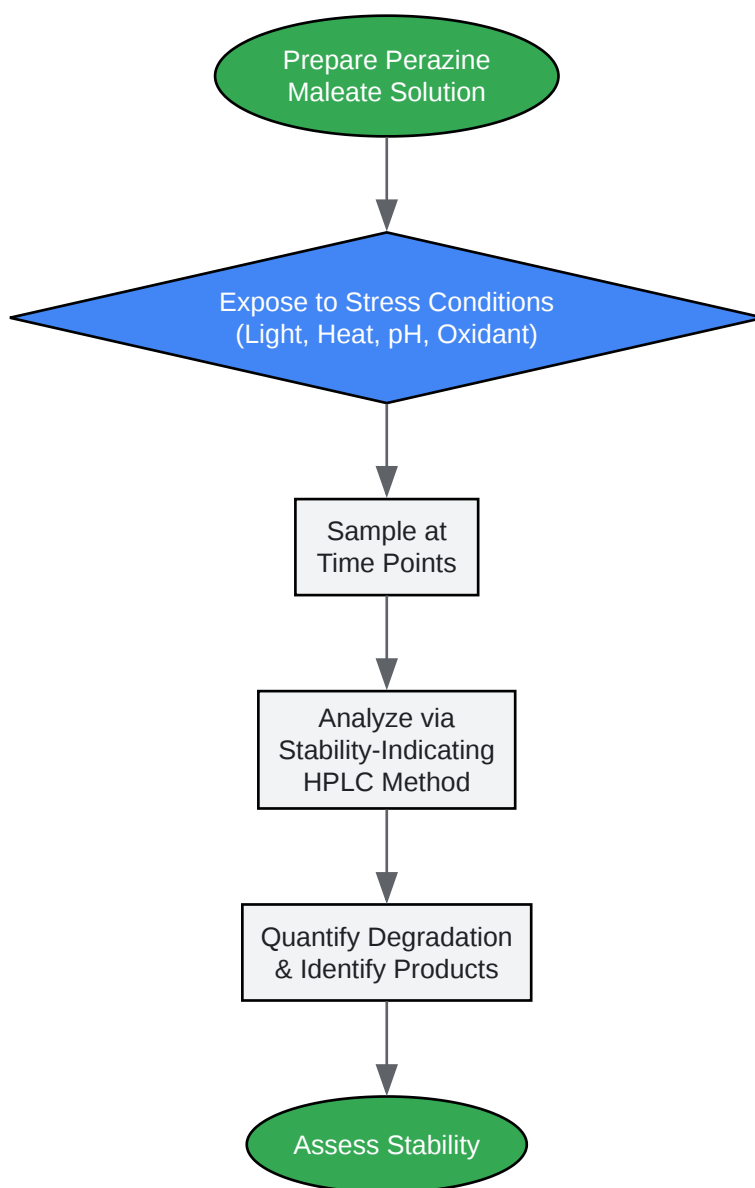 Prepare Perazine
Maleate Solution
Expose to Stress Conditions
(Light, Heat, pH, Oxidant)
Sample at
Time Points
Analyze via
Stability-Indicating
HPLC Method
Quantify Degradation
& Identify Products
Assess Stability